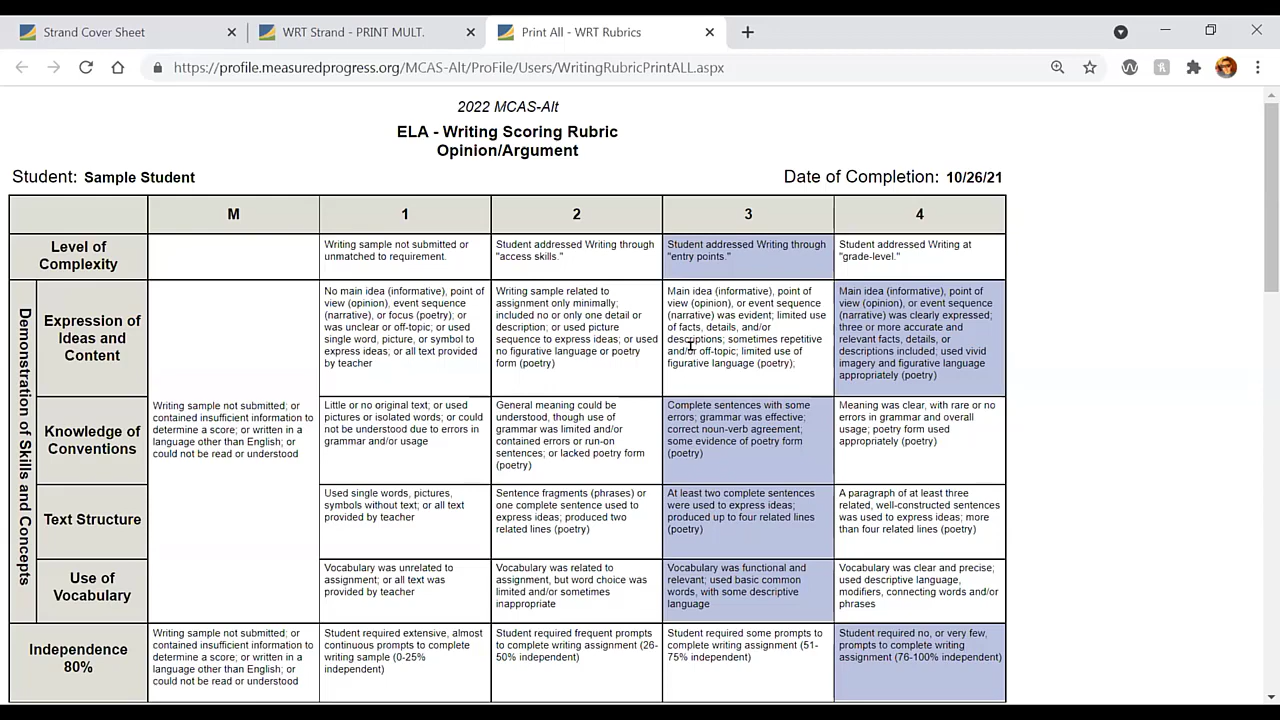 Strand Cover Sheet
WRT Strand - PRINT MULT.
Print All - WRT Rubrics
https://profile.measuredprogress.org/MCAS-Alt/ProFile/Users/WritingRubricPrintALL.aspx
2022 MCAS-Alt
ELA - Writing Scoring Rubric
Opinion/Argument
Student: Sample Student
Date of Completion: 10/26/21
M
1
2
3
4
Level of
Complexity
Writing sample not submitted or
unmatched to requirement.
Student addressed Writing through
"access skills."
Student addressed Writing through
"entry points."
Student addressed Writing at
"grade-level."
Demonstration of Skills and Concepts
Expression of
Ideas and
Content
No main idea (informative), point of
view (opinion), event sequence
(narrative), or focus (poetry); or
was unclear or off-topic; or used
single word, picture, or symbol to
express ideas; or all text provided
by teacher
Writing sample related to
assignment only minimally;
included no or only one detail or
description; or used picture
sequence to express ideas; or used
no figurative language or poetry
form (poetry)
Main idea (informative), point of
view (opinion), or event sequence
(narrative) was evident; limited use
of facts, details, and/or
descriptions; sometimes repetitive
and/or off-topic; limited use of
figurative language (poetry);
Main idea (informative), point of
view (opinion), or event sequence
(narrative) was clearly expressed;
three or more accurate and
relevant facts, details, or
descriptions included; used vivid
imagery and figurative language
appropriately (poetry)
Writing sample not submitted; or
contained insufficient information to
determine a score; or written in a
language other than English; or
could not be read or understood
Knowledge of
Conventions
Little or no original text; or used
pictures or isolated words; or could
not be understood due to errors in
grammar and/or usage
General meaning could be
understood, though use of
grammar was limited and/or
contained errors or run-on
sentences; or lacked poetry form
(poetry)
Complete sentences with some
errors; grammar was effective;
correct noun-verb agreement;
some evidence of poetry form
(poetry)
Meaning was clear, with rare or no
errors in grammar and overall
usage; poetry form used
appropriately (poetry)
Text Structure
Used single words, pictures,
symbols without text; or all text
provided by teacher
Sentence fragments (phrases) or
one complete sentence used to
express ideas; produced two
related lines (poetry)
At least two complete sentences
were used to express ideas;
produced up to four related lines
(poetry)
A paragraph of at least three
related, well-constructed sentences
was used to express ideas; more
than four related lines (poetry)
Use of
Vocabulary
Vocabulary was unrelated to
assignment; or all text was
provided by teacher
Vocabulary was related to
assignment, but word choice was
limited and/or sometimes
inappropriate
Vocabulary was functional and
relevant; used basic common
words, with some descriptive
language
Vocabulary was clear and precise;
used descriptive language,
modifiers, connecting words and/or
phrases
Independence
80%
Writing sample not submitted; or
contained insufficient information to
determine a score; or written in a
language other than English; or
could not be read or understood
Student required extensive, almost
continuous prompts to complete
writing sample (0-25%
independent)
Student required frequent prompts
to complete writing assignment (26-
50% independent)
Student required some prompts to
complete writing assignment (51-
75% independent)
Student required no, or very few,
prompts to complete writing
assignment (76-100% independent)